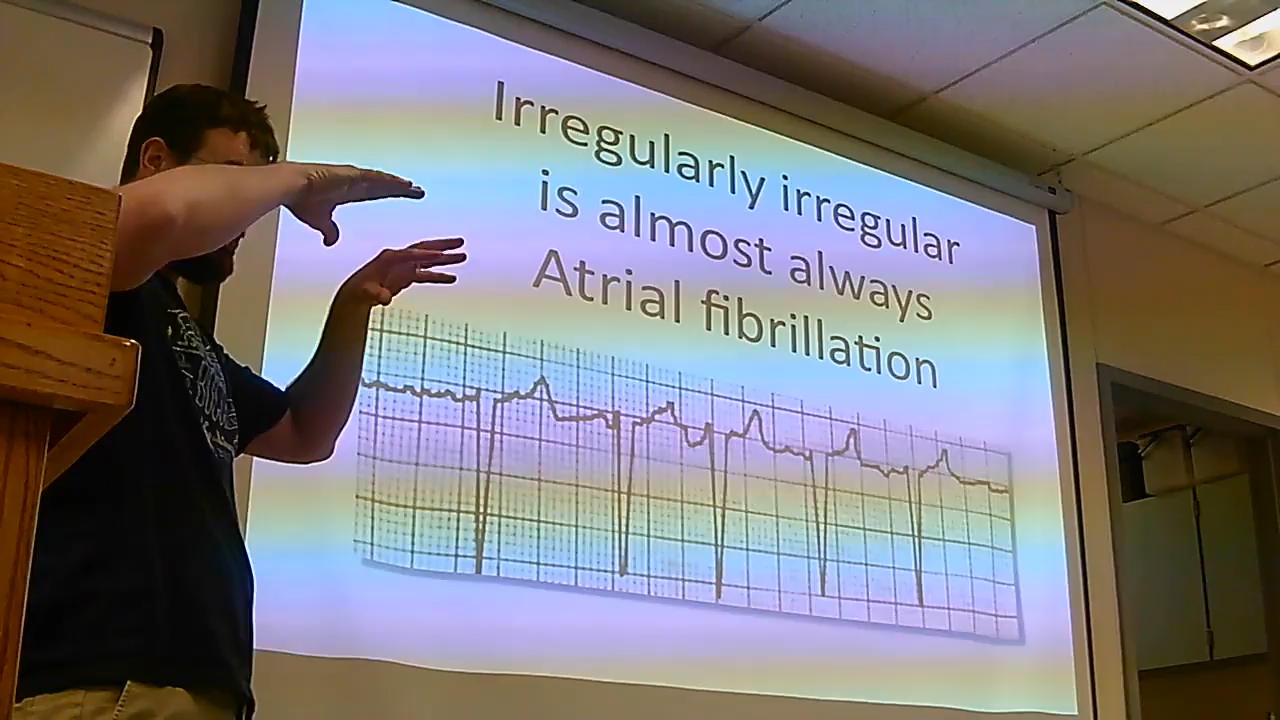 Irregularly irregular
is almost always
Atrial fibrillation